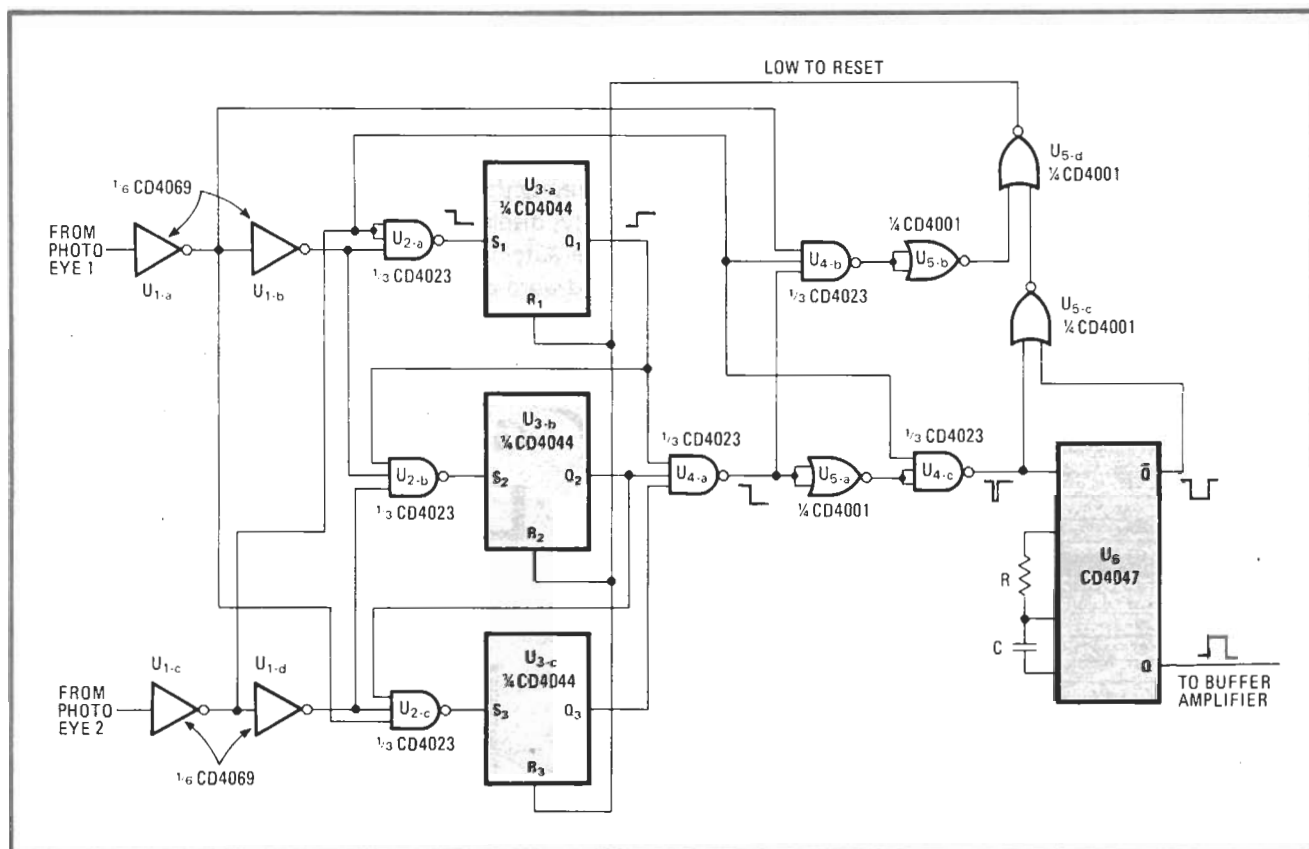 LOW TO RESET
1/6 CD4069
FROM
PHOTO
EYE 1
U1-a
U1-b
U2-a
1/3 CD4023
U3-a
1/4 CD4044
S1
Q1
R1
U4-b
1/3 CD4023
1/4 CD4001
U5-b
U5-d
1/4 CD4001
U5-c
1/4 CD4001
U2-b
1/3 CD4023
U3-b
1/4 CD4044
S2
Q2
R2
1/3 CD4023
U4-a
U5-a
1/4 CD4001
1/3 CD4023
U4-c
Q̅
U6
CD4047
R
C
Q
TO BUFFER
AMPLIFIER
U1-c
U1-d
FROM
PHOTO
EYE 2
1/6 CD4069
U2-c
1/3 CD4023
U3-c
1/4 CD4044
S3
Q3
R3